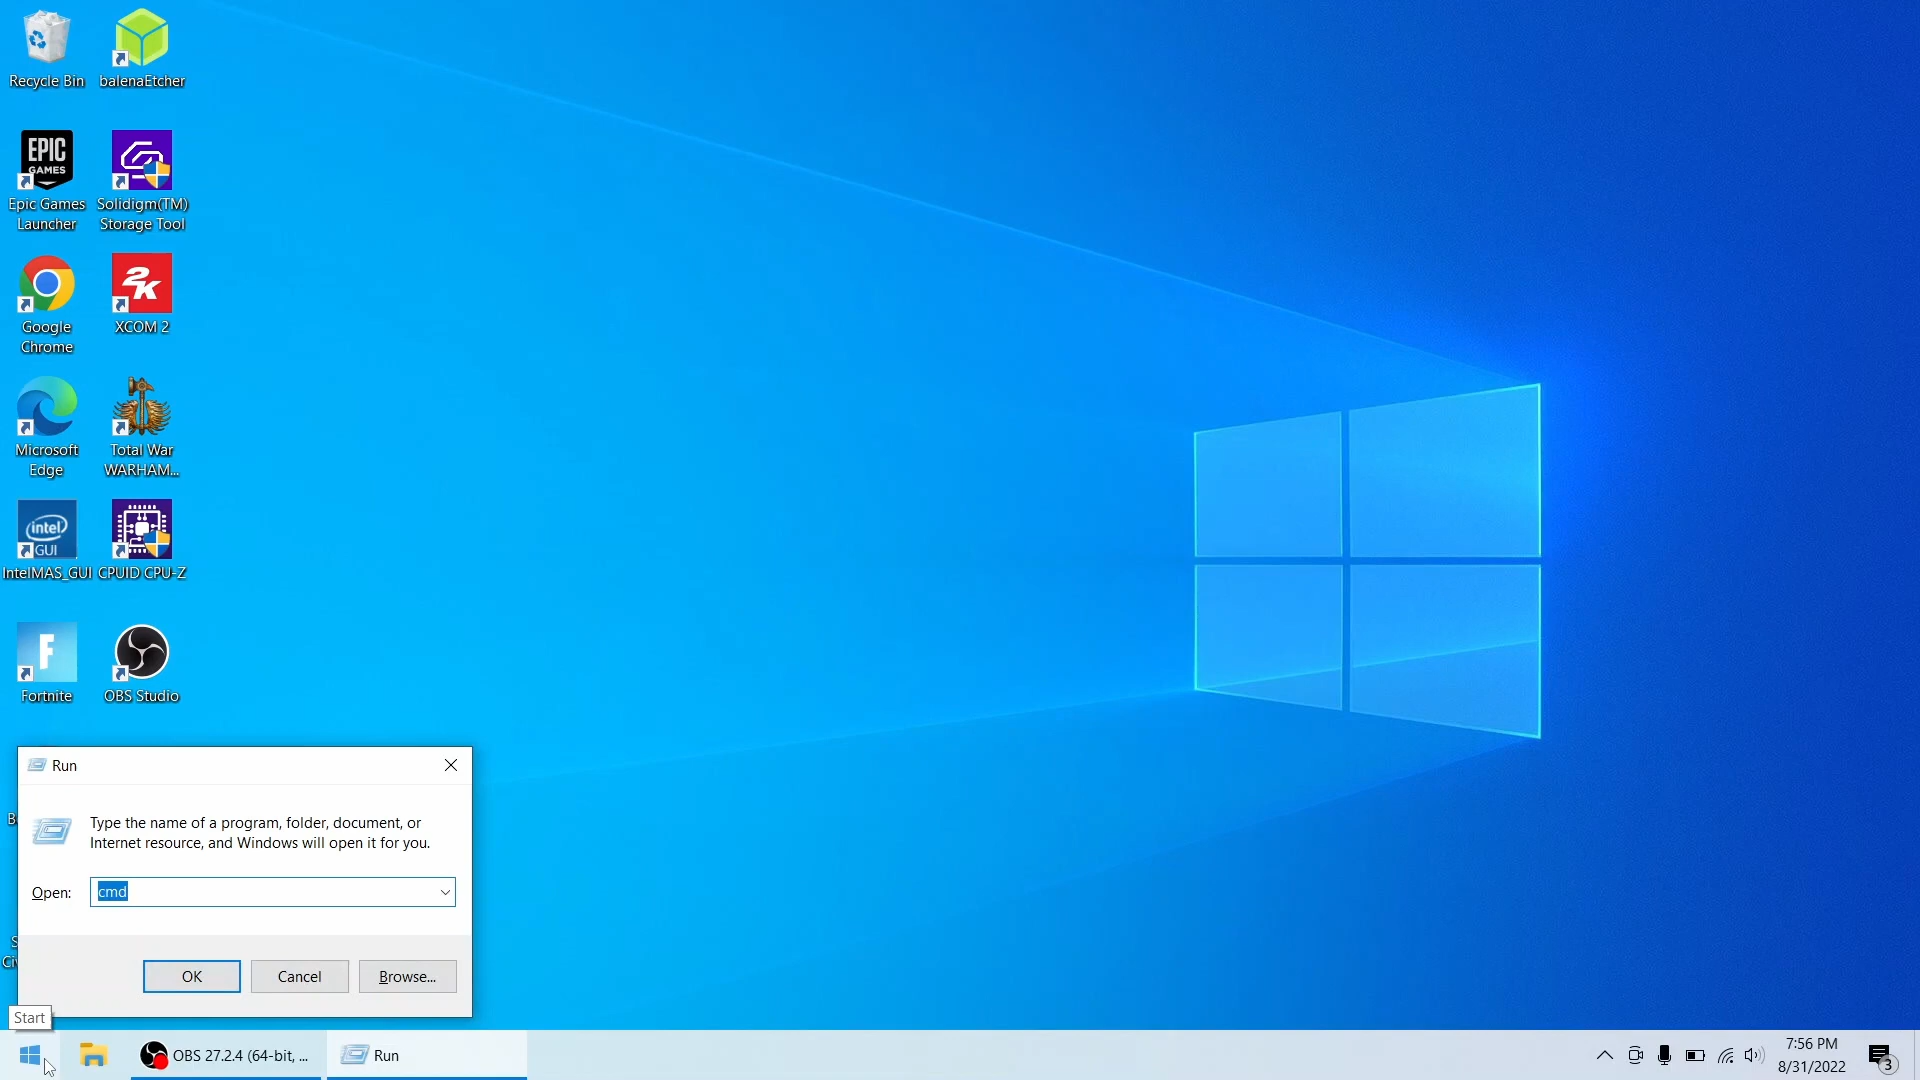 Recycle Bin
balenaEtcher
EPIC
GAMES
Epic Games
Launcher
Solidigm(TM)
Storage Tool
Google
Chrome
2K
XCOM 2
Microsoft
Edge
Total War
WARHAM...
intel
GUI
IntelMAS_GUI
CPUID CPU-Z
F
Fortnite
OBS Studio
Run
Type the name of a program, folder, document, or
Internet resource, and Windows will open it for you.
Open:
cmd
OK
Cancel
Browse...
Start
OBS 27.2.4 (64-bit, ...
Run
7:56 PM
8/31/2022
3